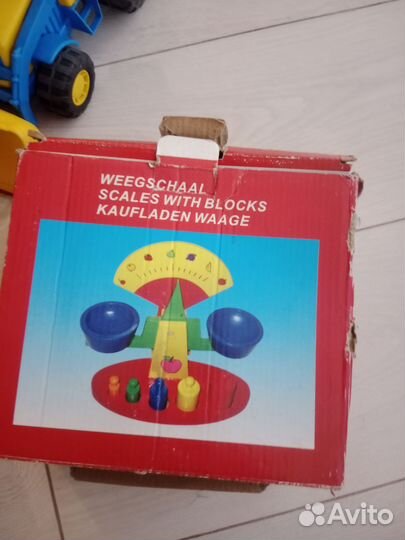 WEEGSCHAAL
SCALES WITH BLOCKS
KAUFLADEN WAAGE
Avito